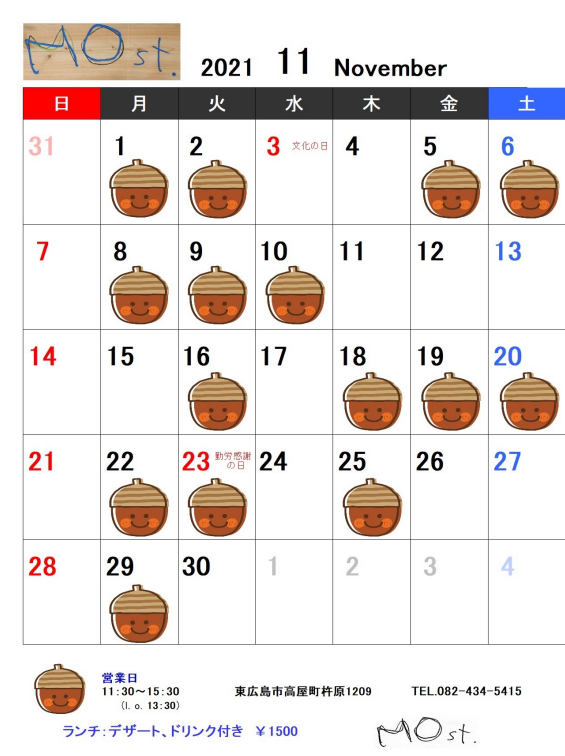 MOst.
2021 11 November
日 月 火 水 木 金 土
31 1 2 3 文化の日 4 5 6
7 8 9 10 11 12 13
14 15 16 17 18 19 20
21 22 23 勤労感謝の日 24 25 26 27
28 29 30 1 2 3 4
営業日
11:30~15:30 東広島市高屋町杵原1209 TEL.082-434-5415
(l. o. 13:30)
ランチ:デザート、ドリンク付き ¥1500
MOst.